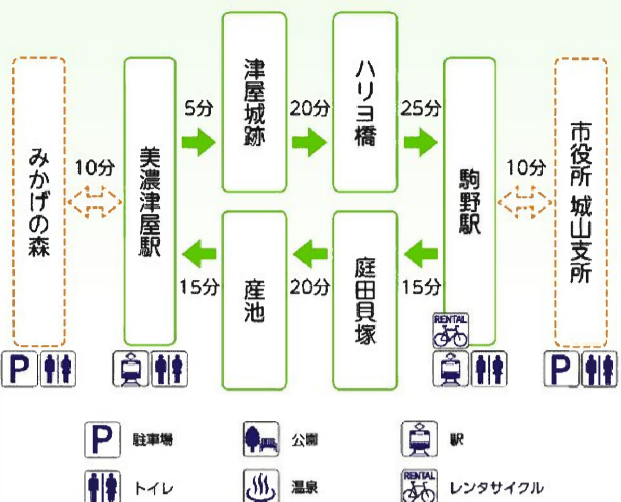 みかげの森
10分
美濃津屋駅
5分
津屋城跡
20分
ハリヨ橋
25分
駒野駅
10分
市役所 城山支所
15分
庭田貝塚
20分
産池
15分
RENTAL
P
P
P 駐車場
公園
駅
トイレ
温泉
RENTAL レンタサイクル